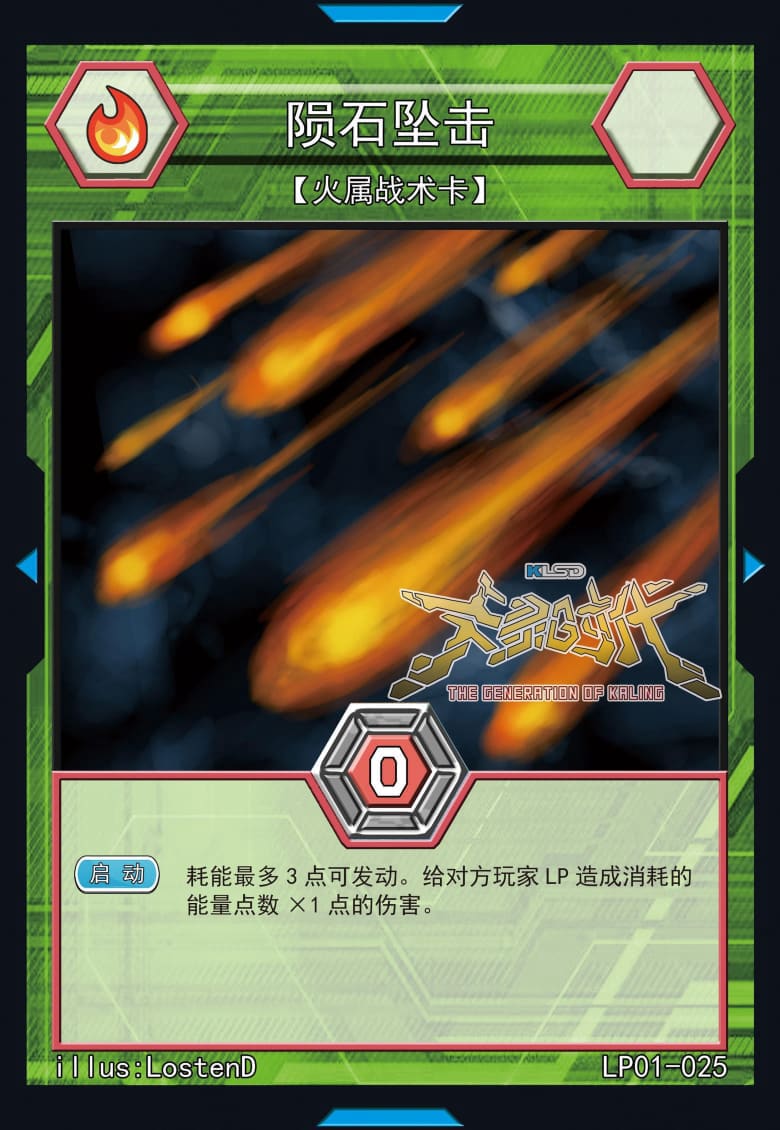 陨石坠击
【火属战术卡】
KLSD
THE GENERATION OF KALING
0
启动
耗能最多 3 点可发动。给对方玩家 LP 造成消耗的
能量点数 ×1 点的伤害。
illus:LostenD
LP01-025